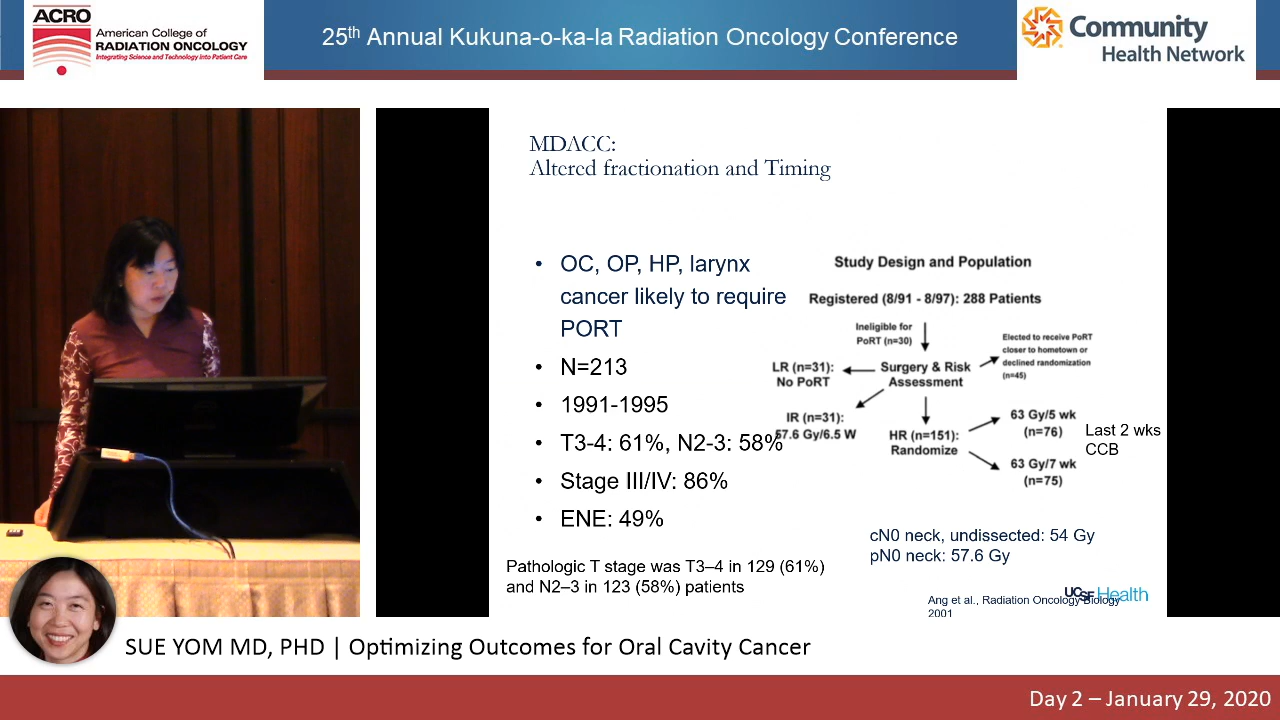 ACRO
American College of
RADIATION ONCOLOGY
Integrating Science and Technology Into Patient Care
25th Annual Kukuna-o-ka-la Radiation Oncology Conference
Community
Health Network
MDACC:
Altered fractionation and Timing
• OC, OP, HP, larynx
cancer likely to require
PORT
• N=213
• 1991-1995
• T3-4: 61%, N2-3: 58%
• Stage III/IV: 86%
• ENE: 49%
Pathologic T stage was T3–4 in 129 (61%)
and N2–3 in 123 (58%) patients
Study Design and Population
Registered (8/91 - 8/97): 288 Patients
Ineligible for
PoRT (n=30)
Elected to receive PoRT
closer to hometown or
declined randomization
(n=45)
LR (n=31):
No PoRT
Surgery & Risk
Assessment
IR (n=31):
57.6 Gy/6.5 W
HR (n=151):
Randomize
63 Gy/5 wk
(n=76)
63 Gy/7 wk
(n=75)
Last 2 wks
CCB
cN0 neck, undissected: 54 Gy
pN0 neck: 57.6 Gy
UCSF Health
Ang et al., Radiation Oncology Biology
2001
SUE YOM MD, PHD | Optimizing Outcomes for Oral Cavity Cancer
Day 2 – January 29, 2020